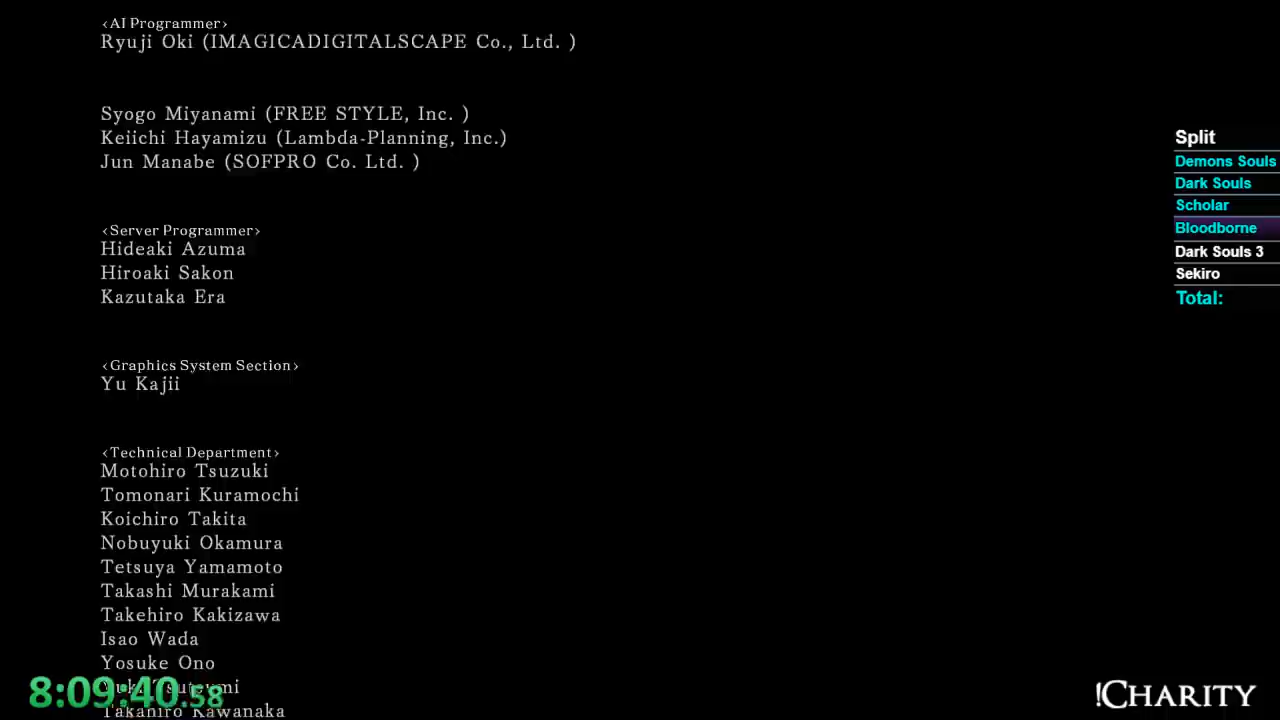 ‹AI Programmer›
Ryuji Oki (IMAGICADIGITALSCAPE Co., Ltd. )
Syogo Miyanami (FREE STYLE, Inc. )
Keiichi Hayamizu (Lambda-Planning, Inc.)
Jun Manabe (SOFPRO Co. Ltd. )
‹Server Programmer›
Hideaki Azuma
Hiroaki Sakon
Kazutaka Era
‹Graphics System Section›
Yu Kajii
‹Technical Department›
Motohiro Tsuzuki
Tomonari Kuramochi
Koichiro Takita
Nobuyuki Okamura
Tetsuya Yamamoto
Takashi Murakami
Takehiro Kakizawa
Isao Wada
Yosuke Ono
Yuki Tsutsumi
Takahiro Kawanaka
8:09:40.58
Split
Demons Souls
Dark Souls
Scholar
Bloodborne
Dark Souls 3
Sekiro
Total:
!CHARITY